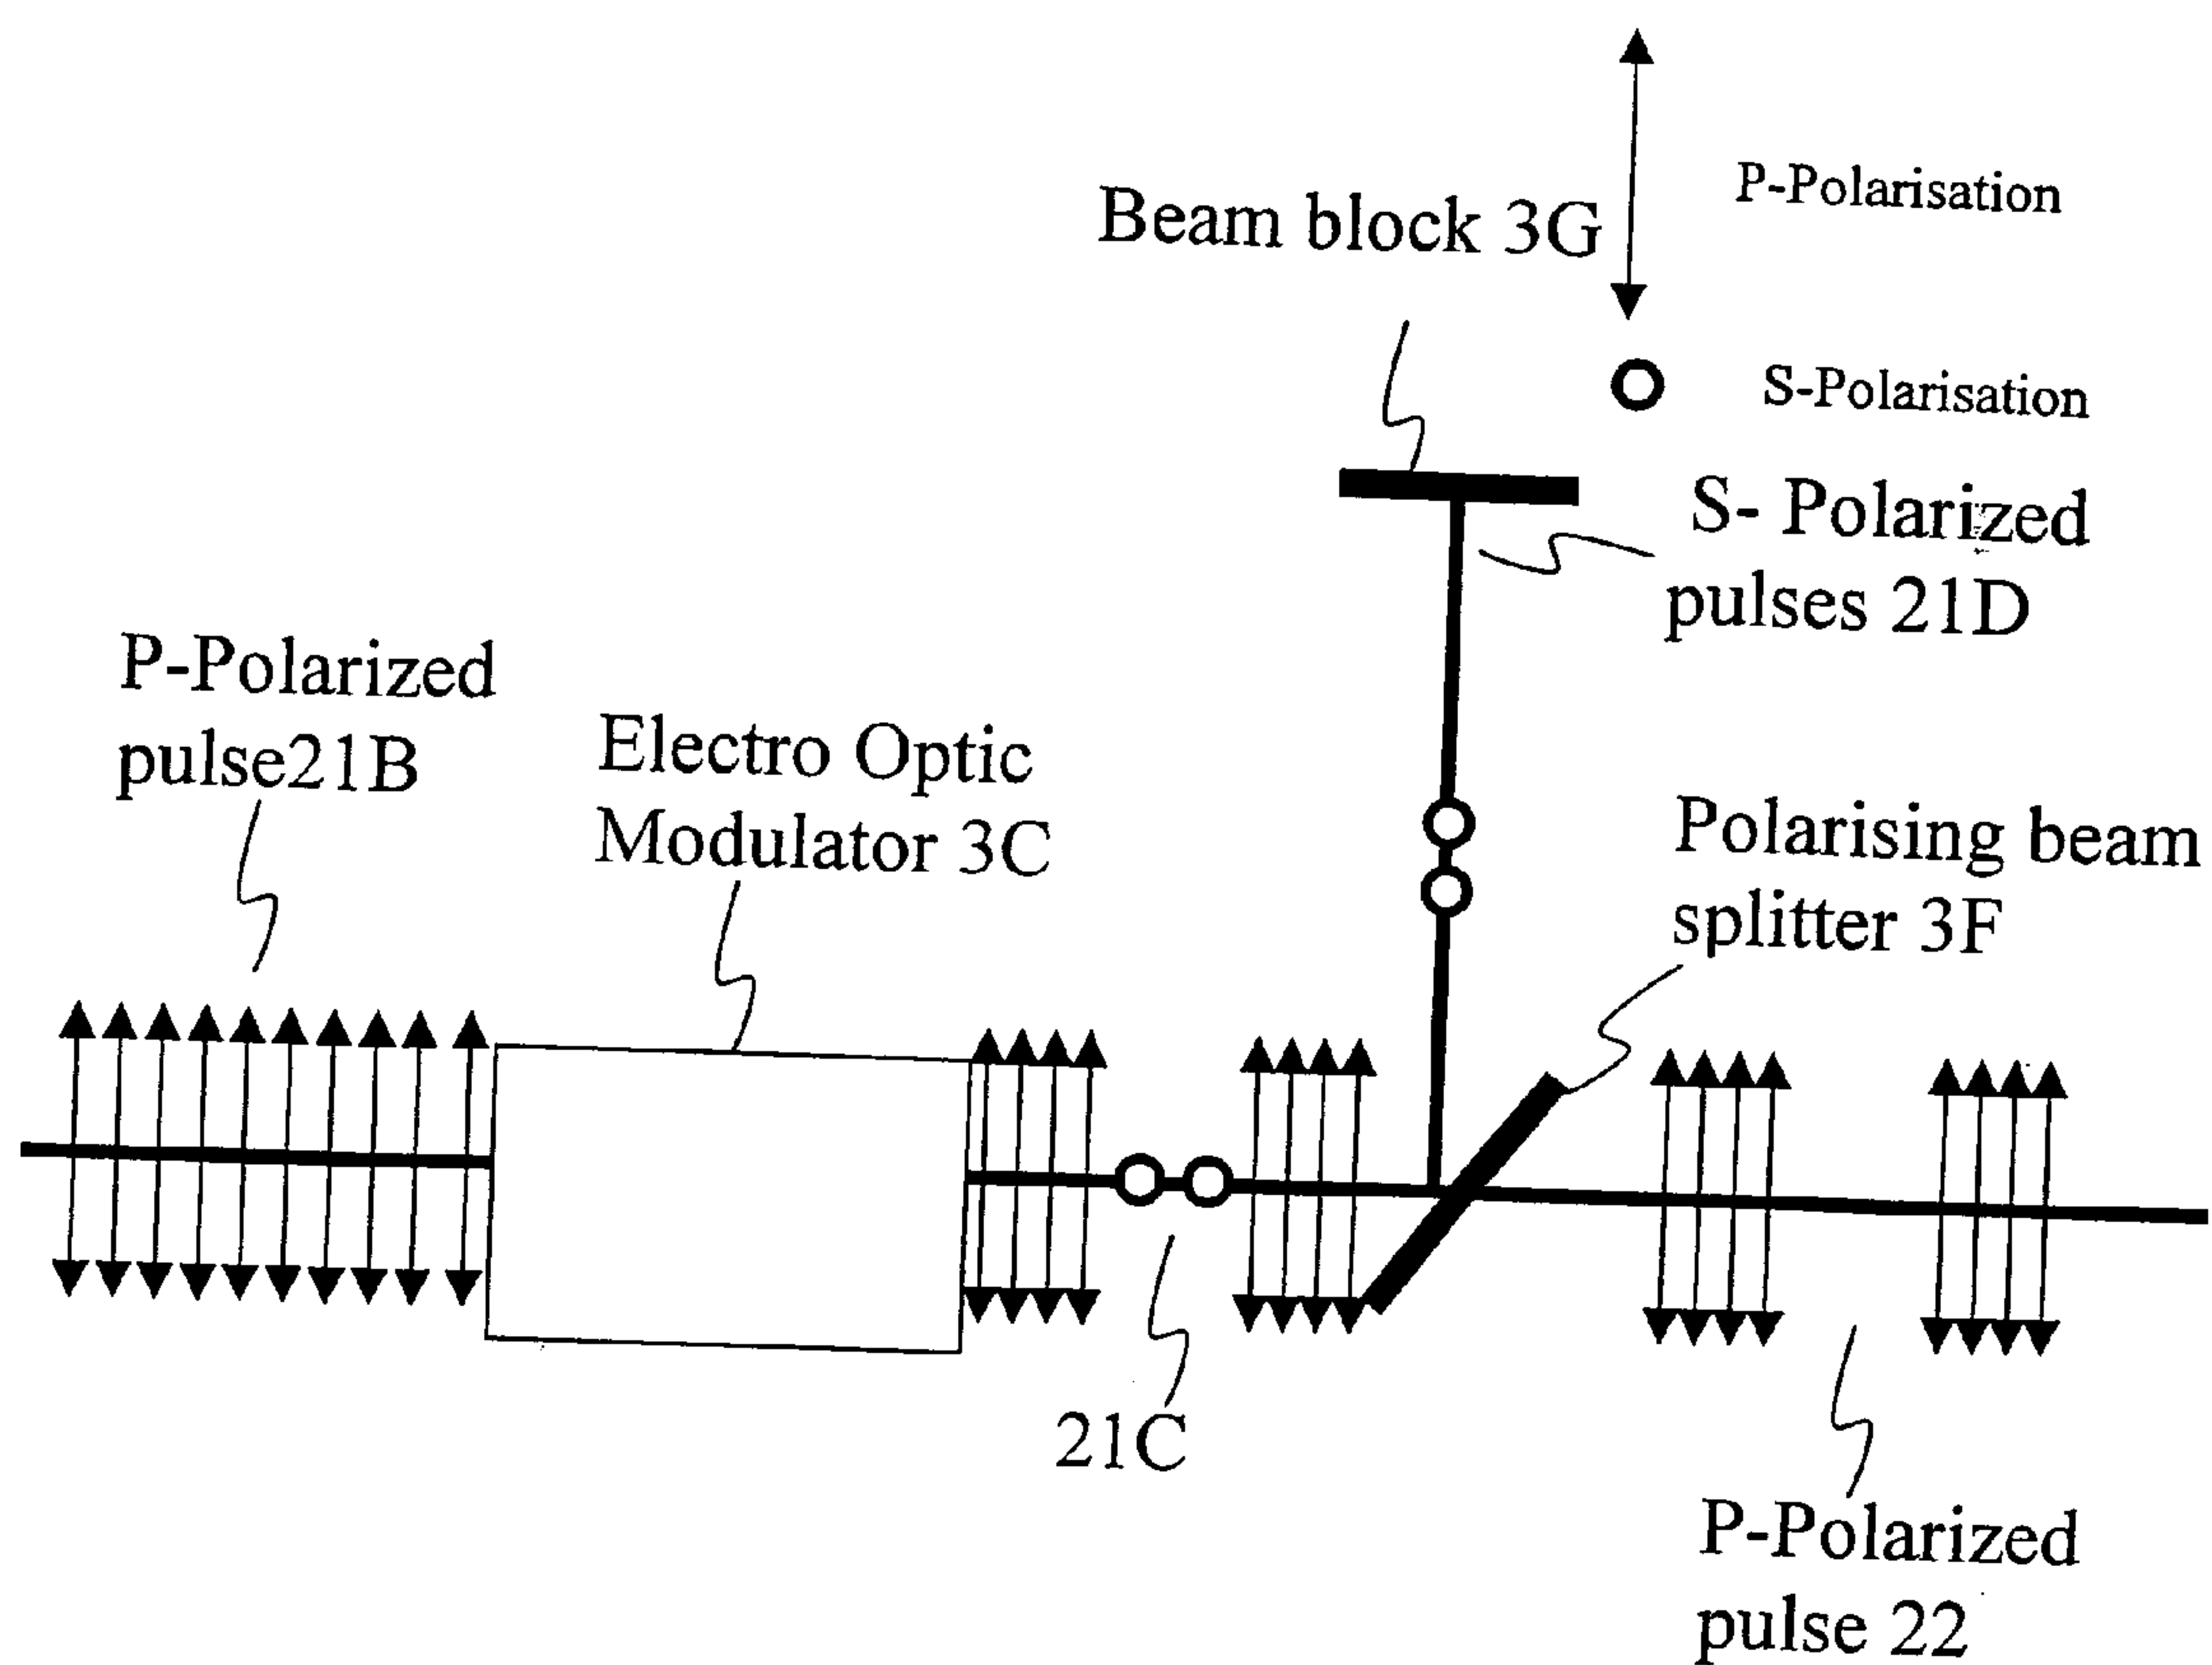 P-Polarisation
Beam block 3G
S-Polarisation
S- Polarized
pulses 21D
P-Polarized
pulse21B
Electro Optic
Modulator 3C
Polarising beam
splitter 3F
21C
P-Polarized
pulse 22